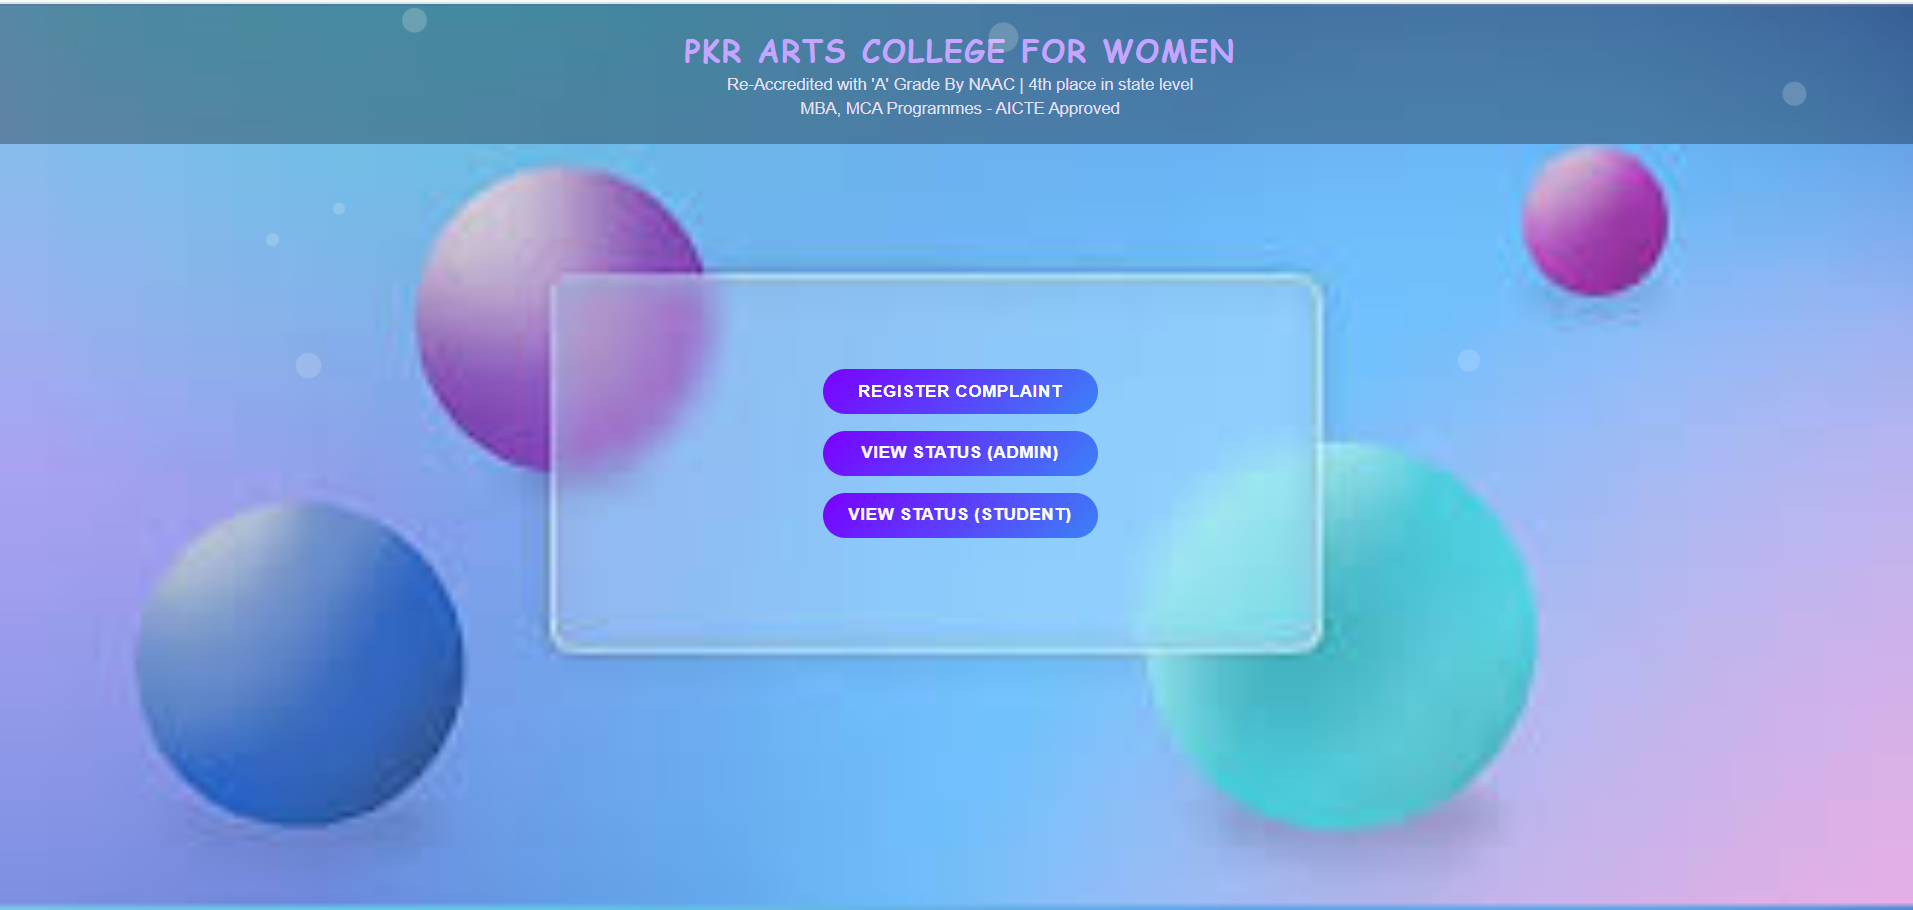 PKR ARTS COLLEGE FOR WOMEN
Re-Accredited with 'A' Grade By NAAC | 4th place in state level
MBA, MCA Programmes - AICTE Approved
REGISTER COMPLAINT
VIEW STATUS (ADMIN)
VIEW STATUS (STUDENT)